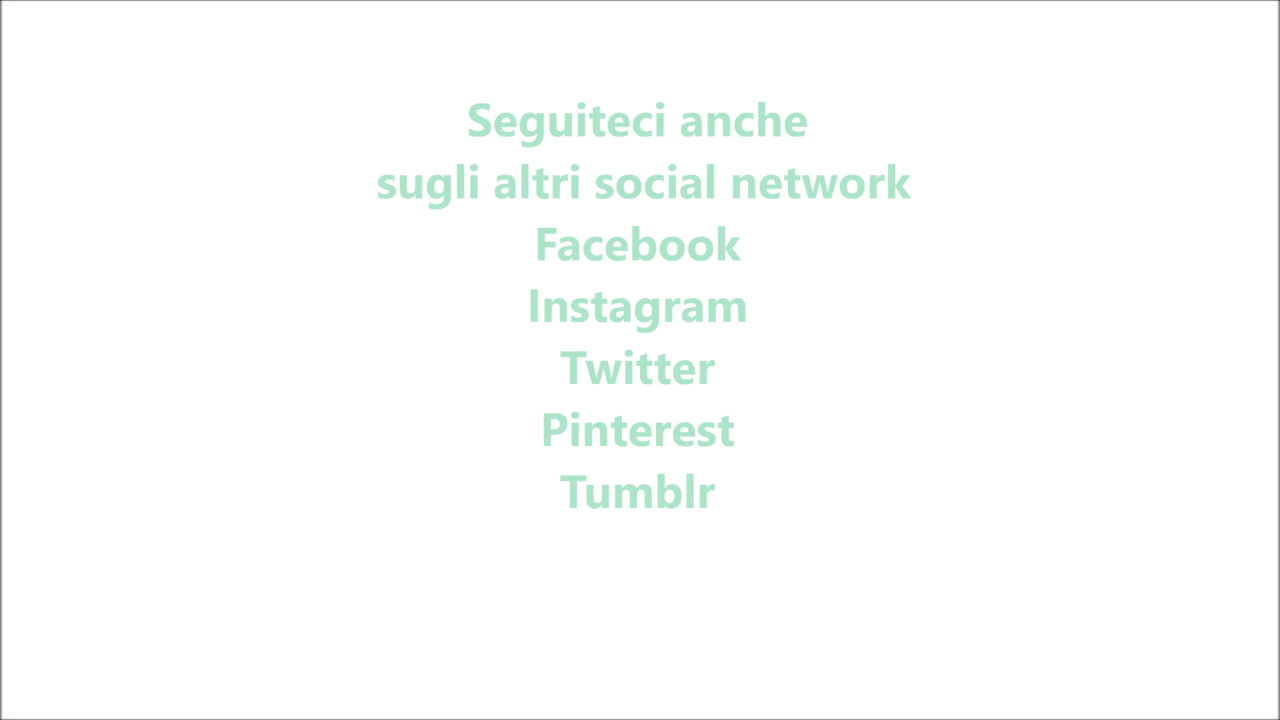 Seguiteci anche
sugli altri social network
Facebook
Instagram
Twitter
Pinterest
Tumblr